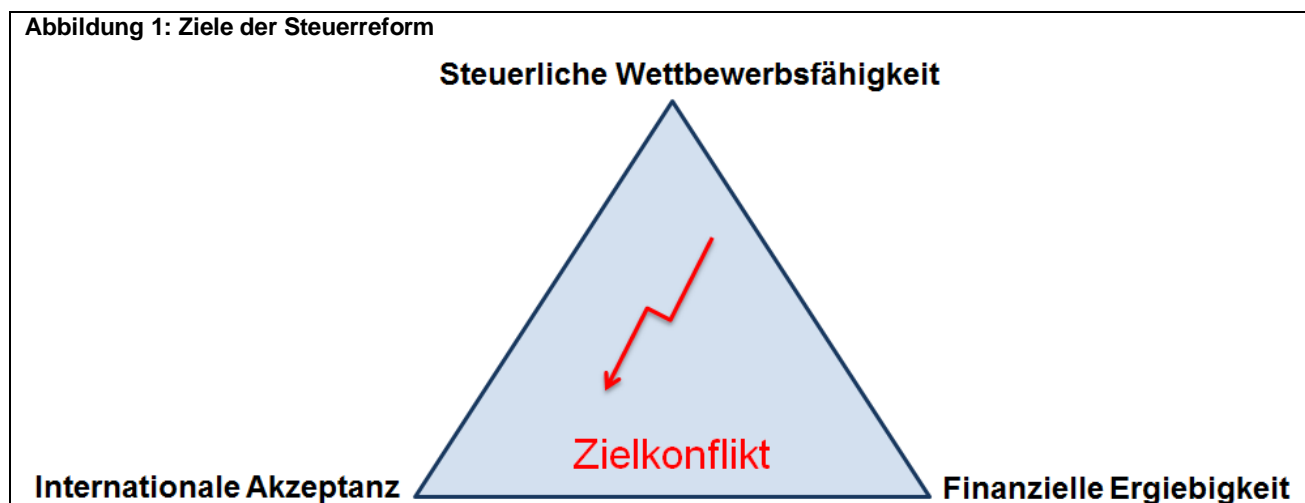 Abbildung 1: Ziele der Steuerreform
Steuerliche Wettbewerbsfähigkeit
Zielkonflikt
Internationale Akzeptanz
Finanzielle Ergiebigkeit